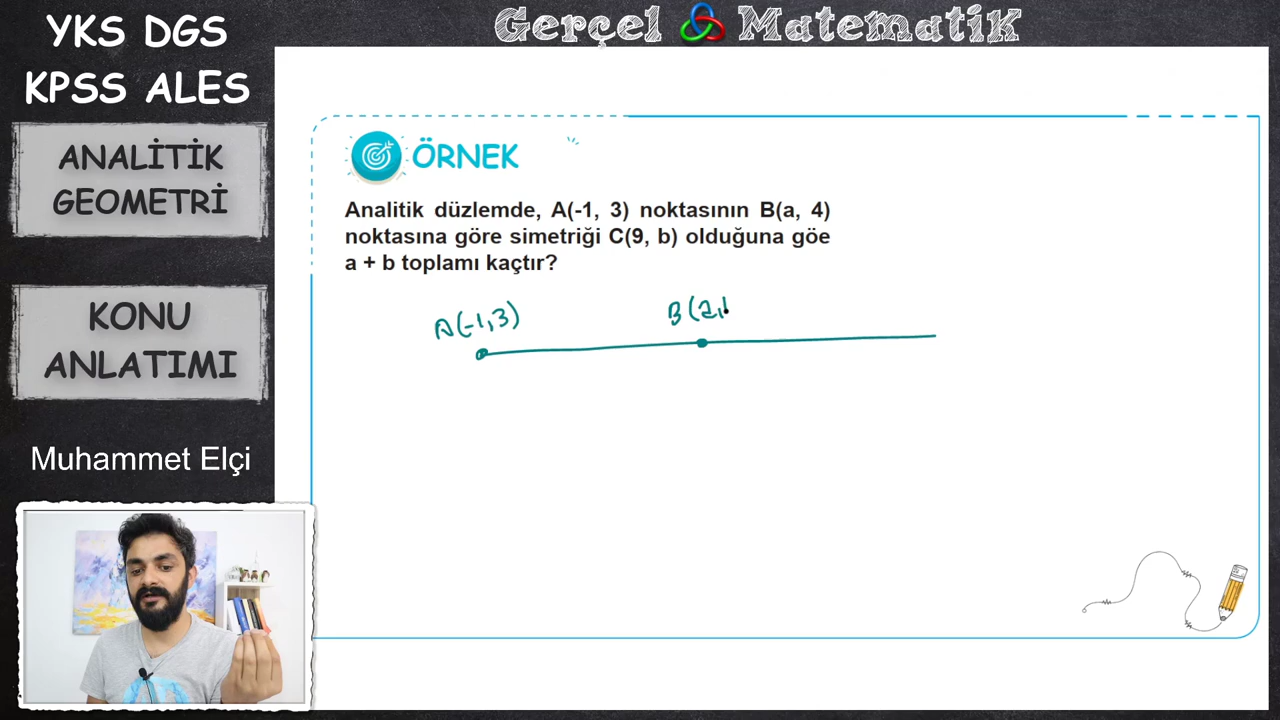 YKS DGS
KPSS ALES
Gerçel Matematik
ANALİTİK
GEOMETRİ
KONU
ANLATIMI
Muhammet Elçi
ÖRNEK
Analitik düzlemde, A(-1, 3) noktasının B(a, 4)
noktasına göre simetriği C(9, b) olduğuna göe
a + b toplamı kaçtır?
A(-1,3)
B(a,